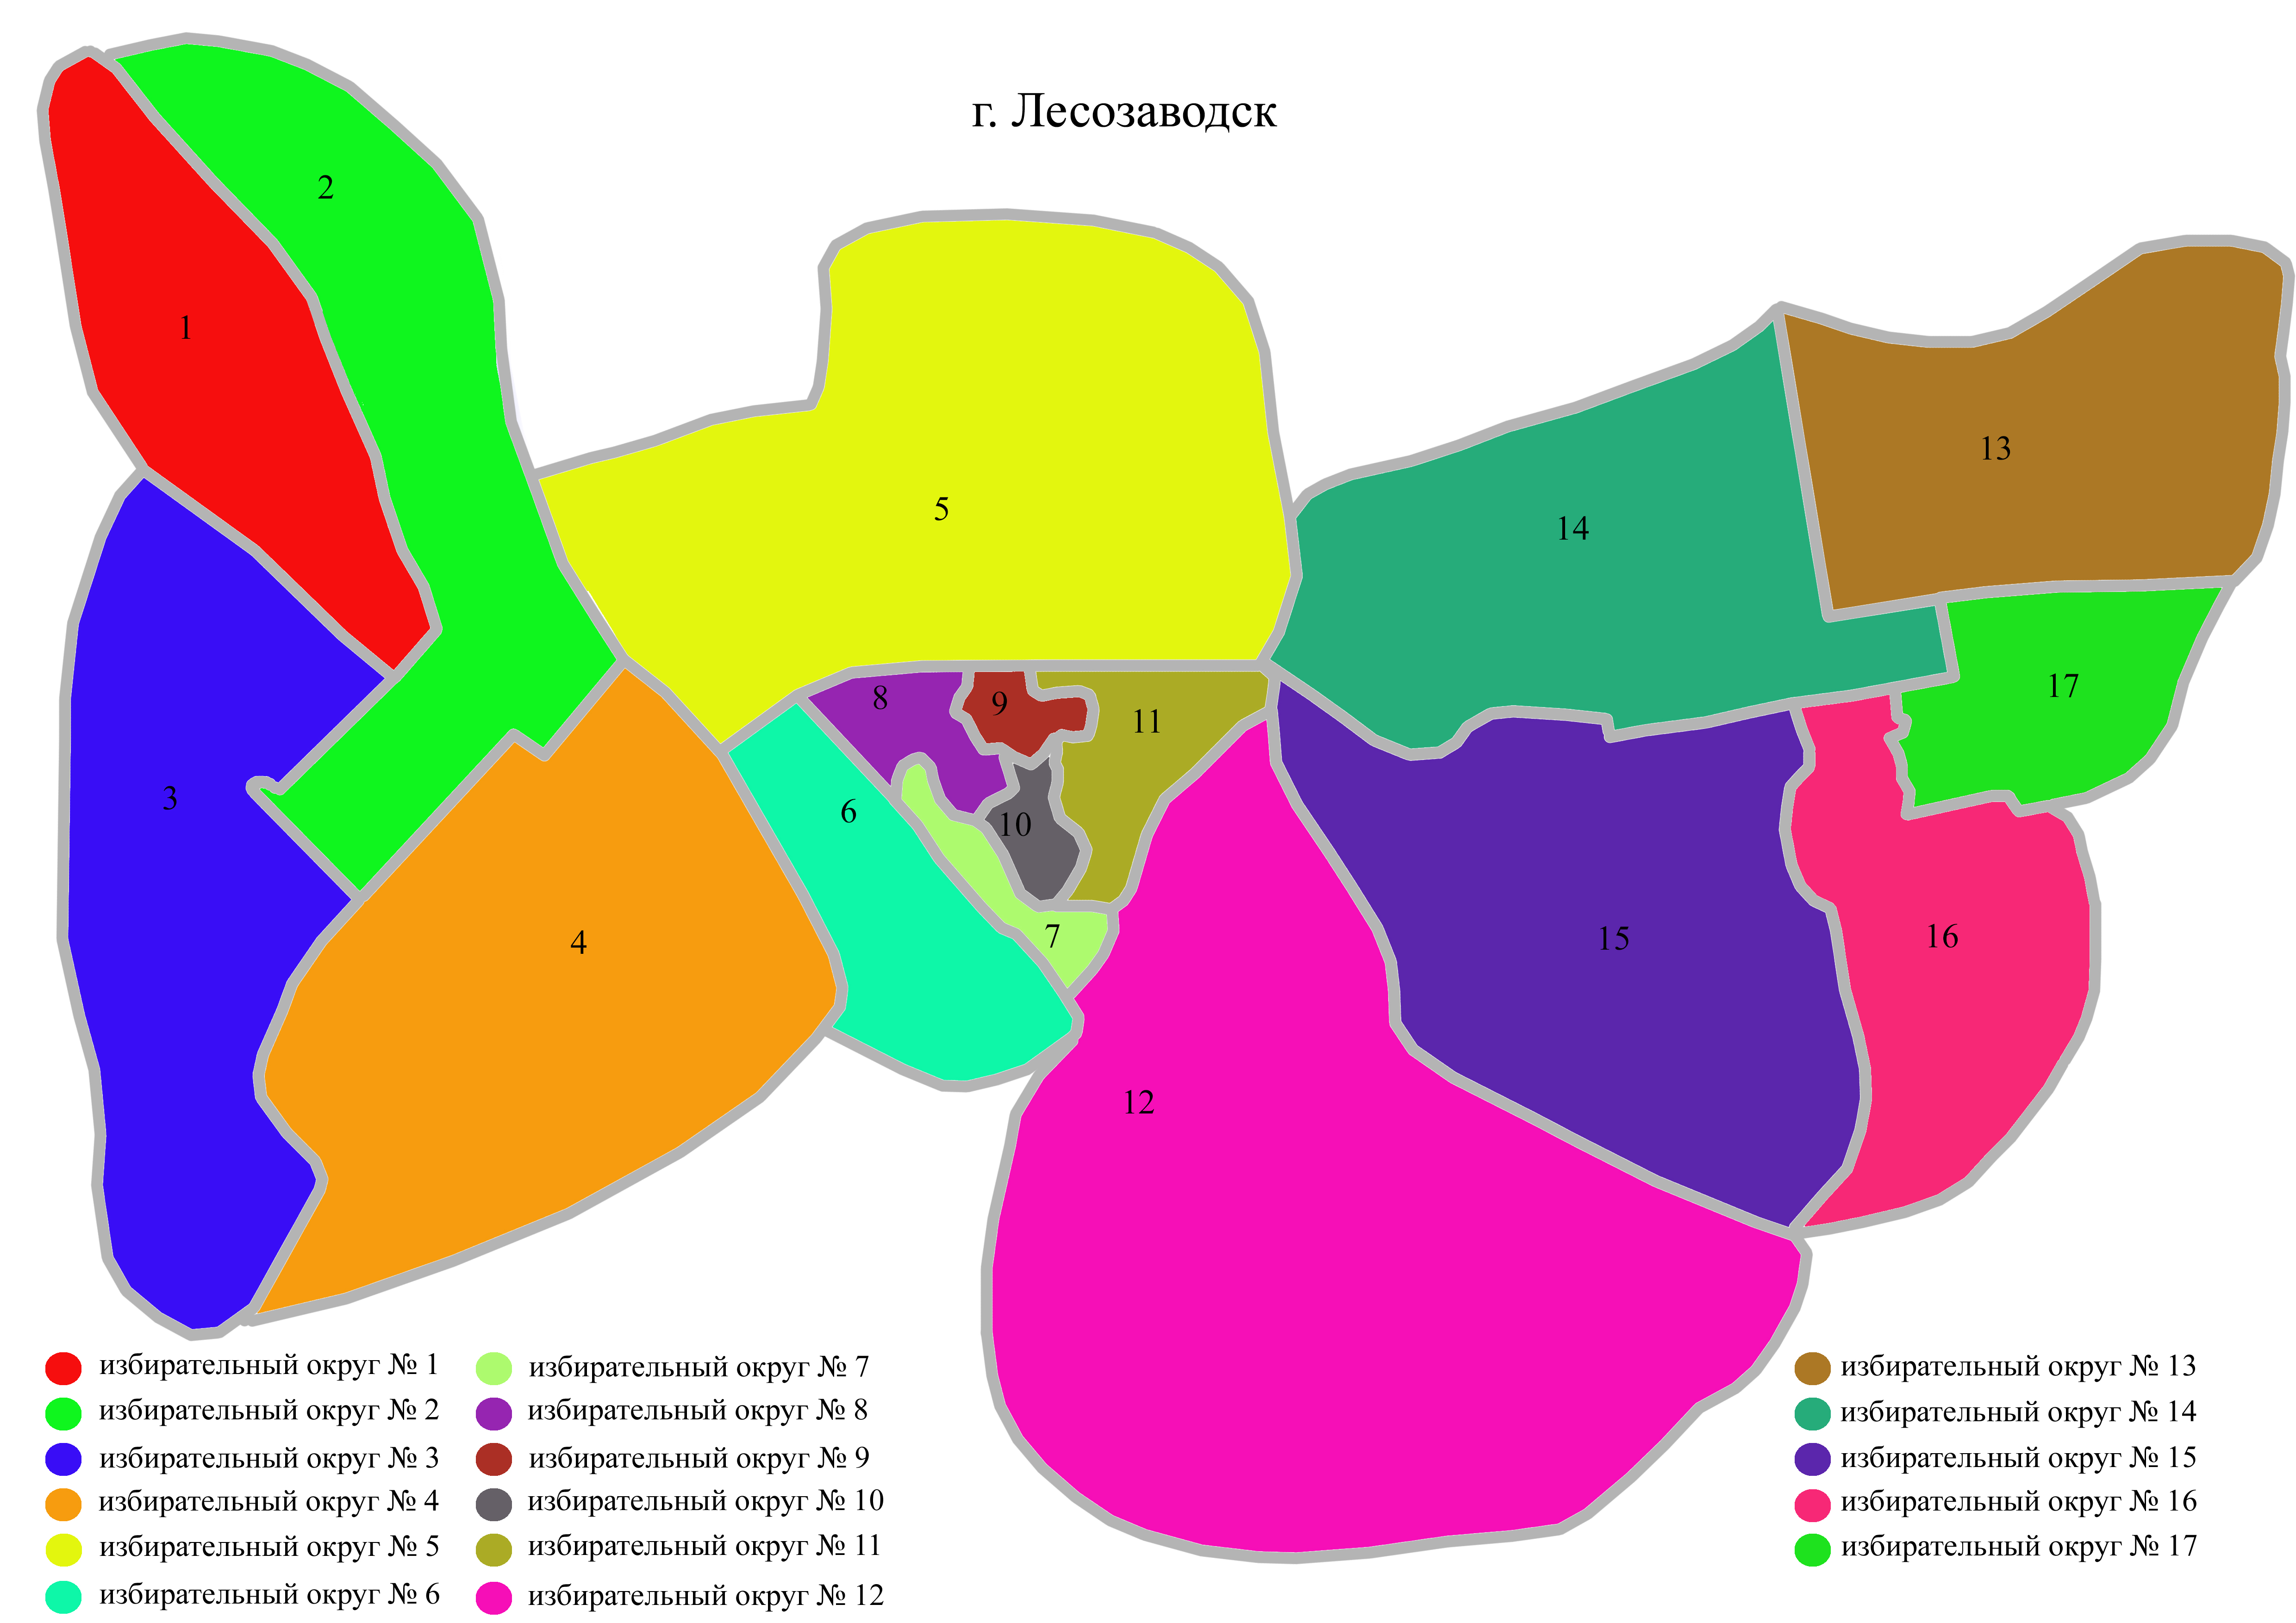 г. Лесозаводск
2
1
5
13
14
17
8
9
11
3
6
10
4
7
15
16
12
избирательный округ № 1
избирательный округ № 2
избирательный округ № 3
избирательный округ № 4
избирательный округ № 5
избирательный округ № 6
избирательный округ № 7
избирательный округ № 8
избирательный округ № 9
избирательный округ № 10
избирательный округ № 11
избирательный округ № 12
избирательный округ № 13
избирательный округ № 14
избирательный округ № 15
избирательный округ № 16
избирательный округ № 17